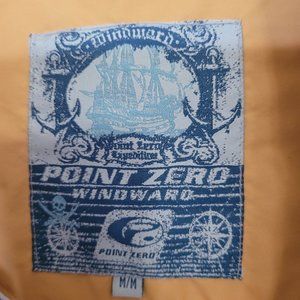 Windward
Point Zero
Expedition
POINT ZERO
WINDWARD
POINT ZERO
M/M